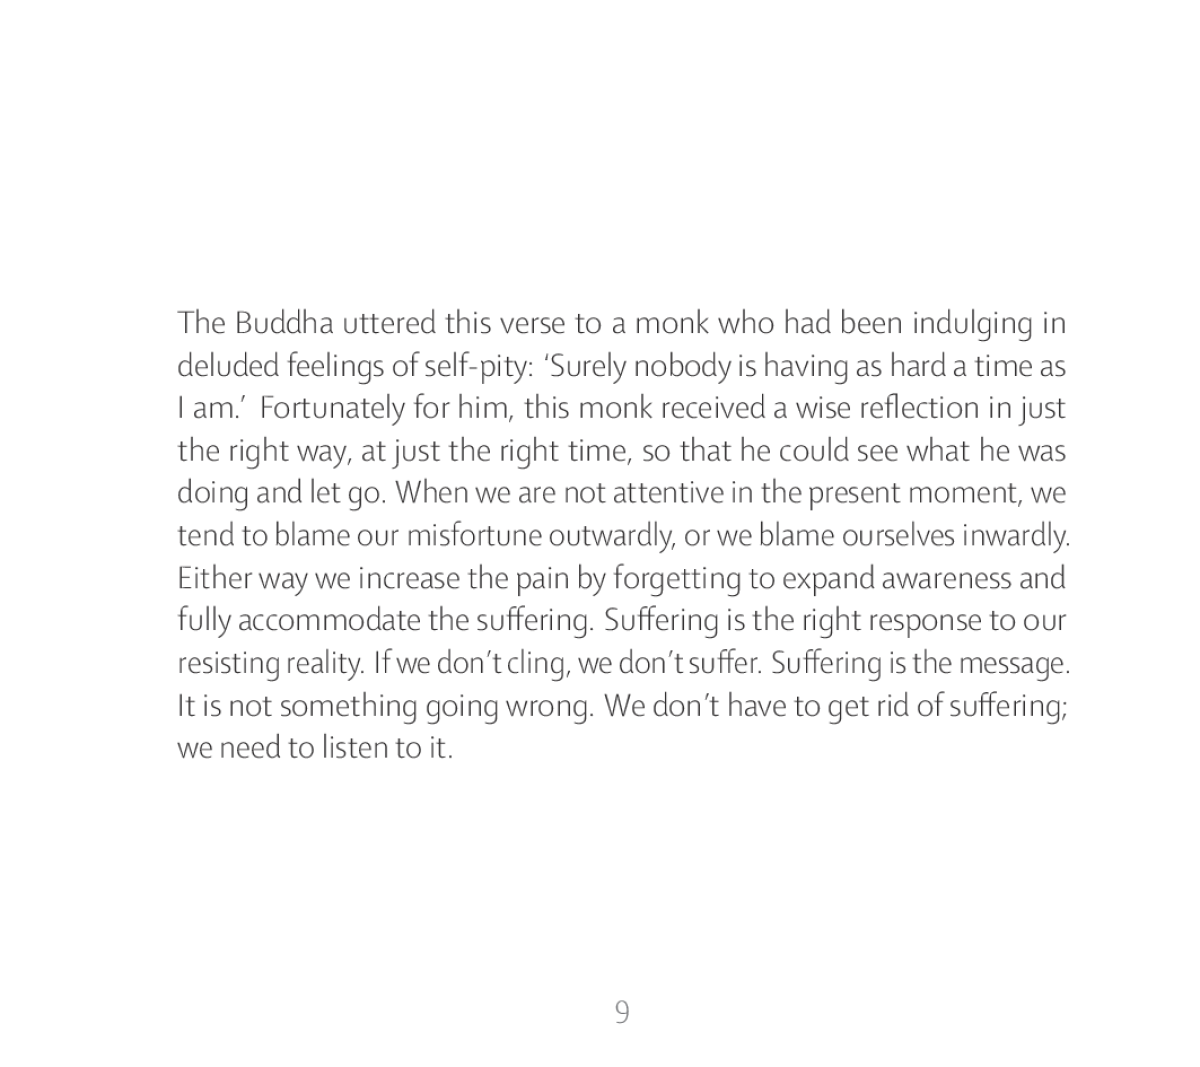 The Buddha uttered this verse to a monk who had been indulging in
deluded feelings of self-pity: ‘Surely nobody is having as hard a time as
I am.’ Fortunately for him, this monk received a wise reflection in just
the right way, at just the right time, so that he could see what he was
doing and let go. When we are not attentive in the present moment, we
tend to blame our misfortune outwardly, or we blame ourselves inwardly.
Either way we increase the pain by forgetting to expand awareness and
fully accommodate the suffering. Suffering is the right response to our
resisting reality. If we don’t cling, we don’t suffer. Suffering is the message.
It is not something going wrong. We don’t have to get rid of suffering;
we need to listen to it.
9